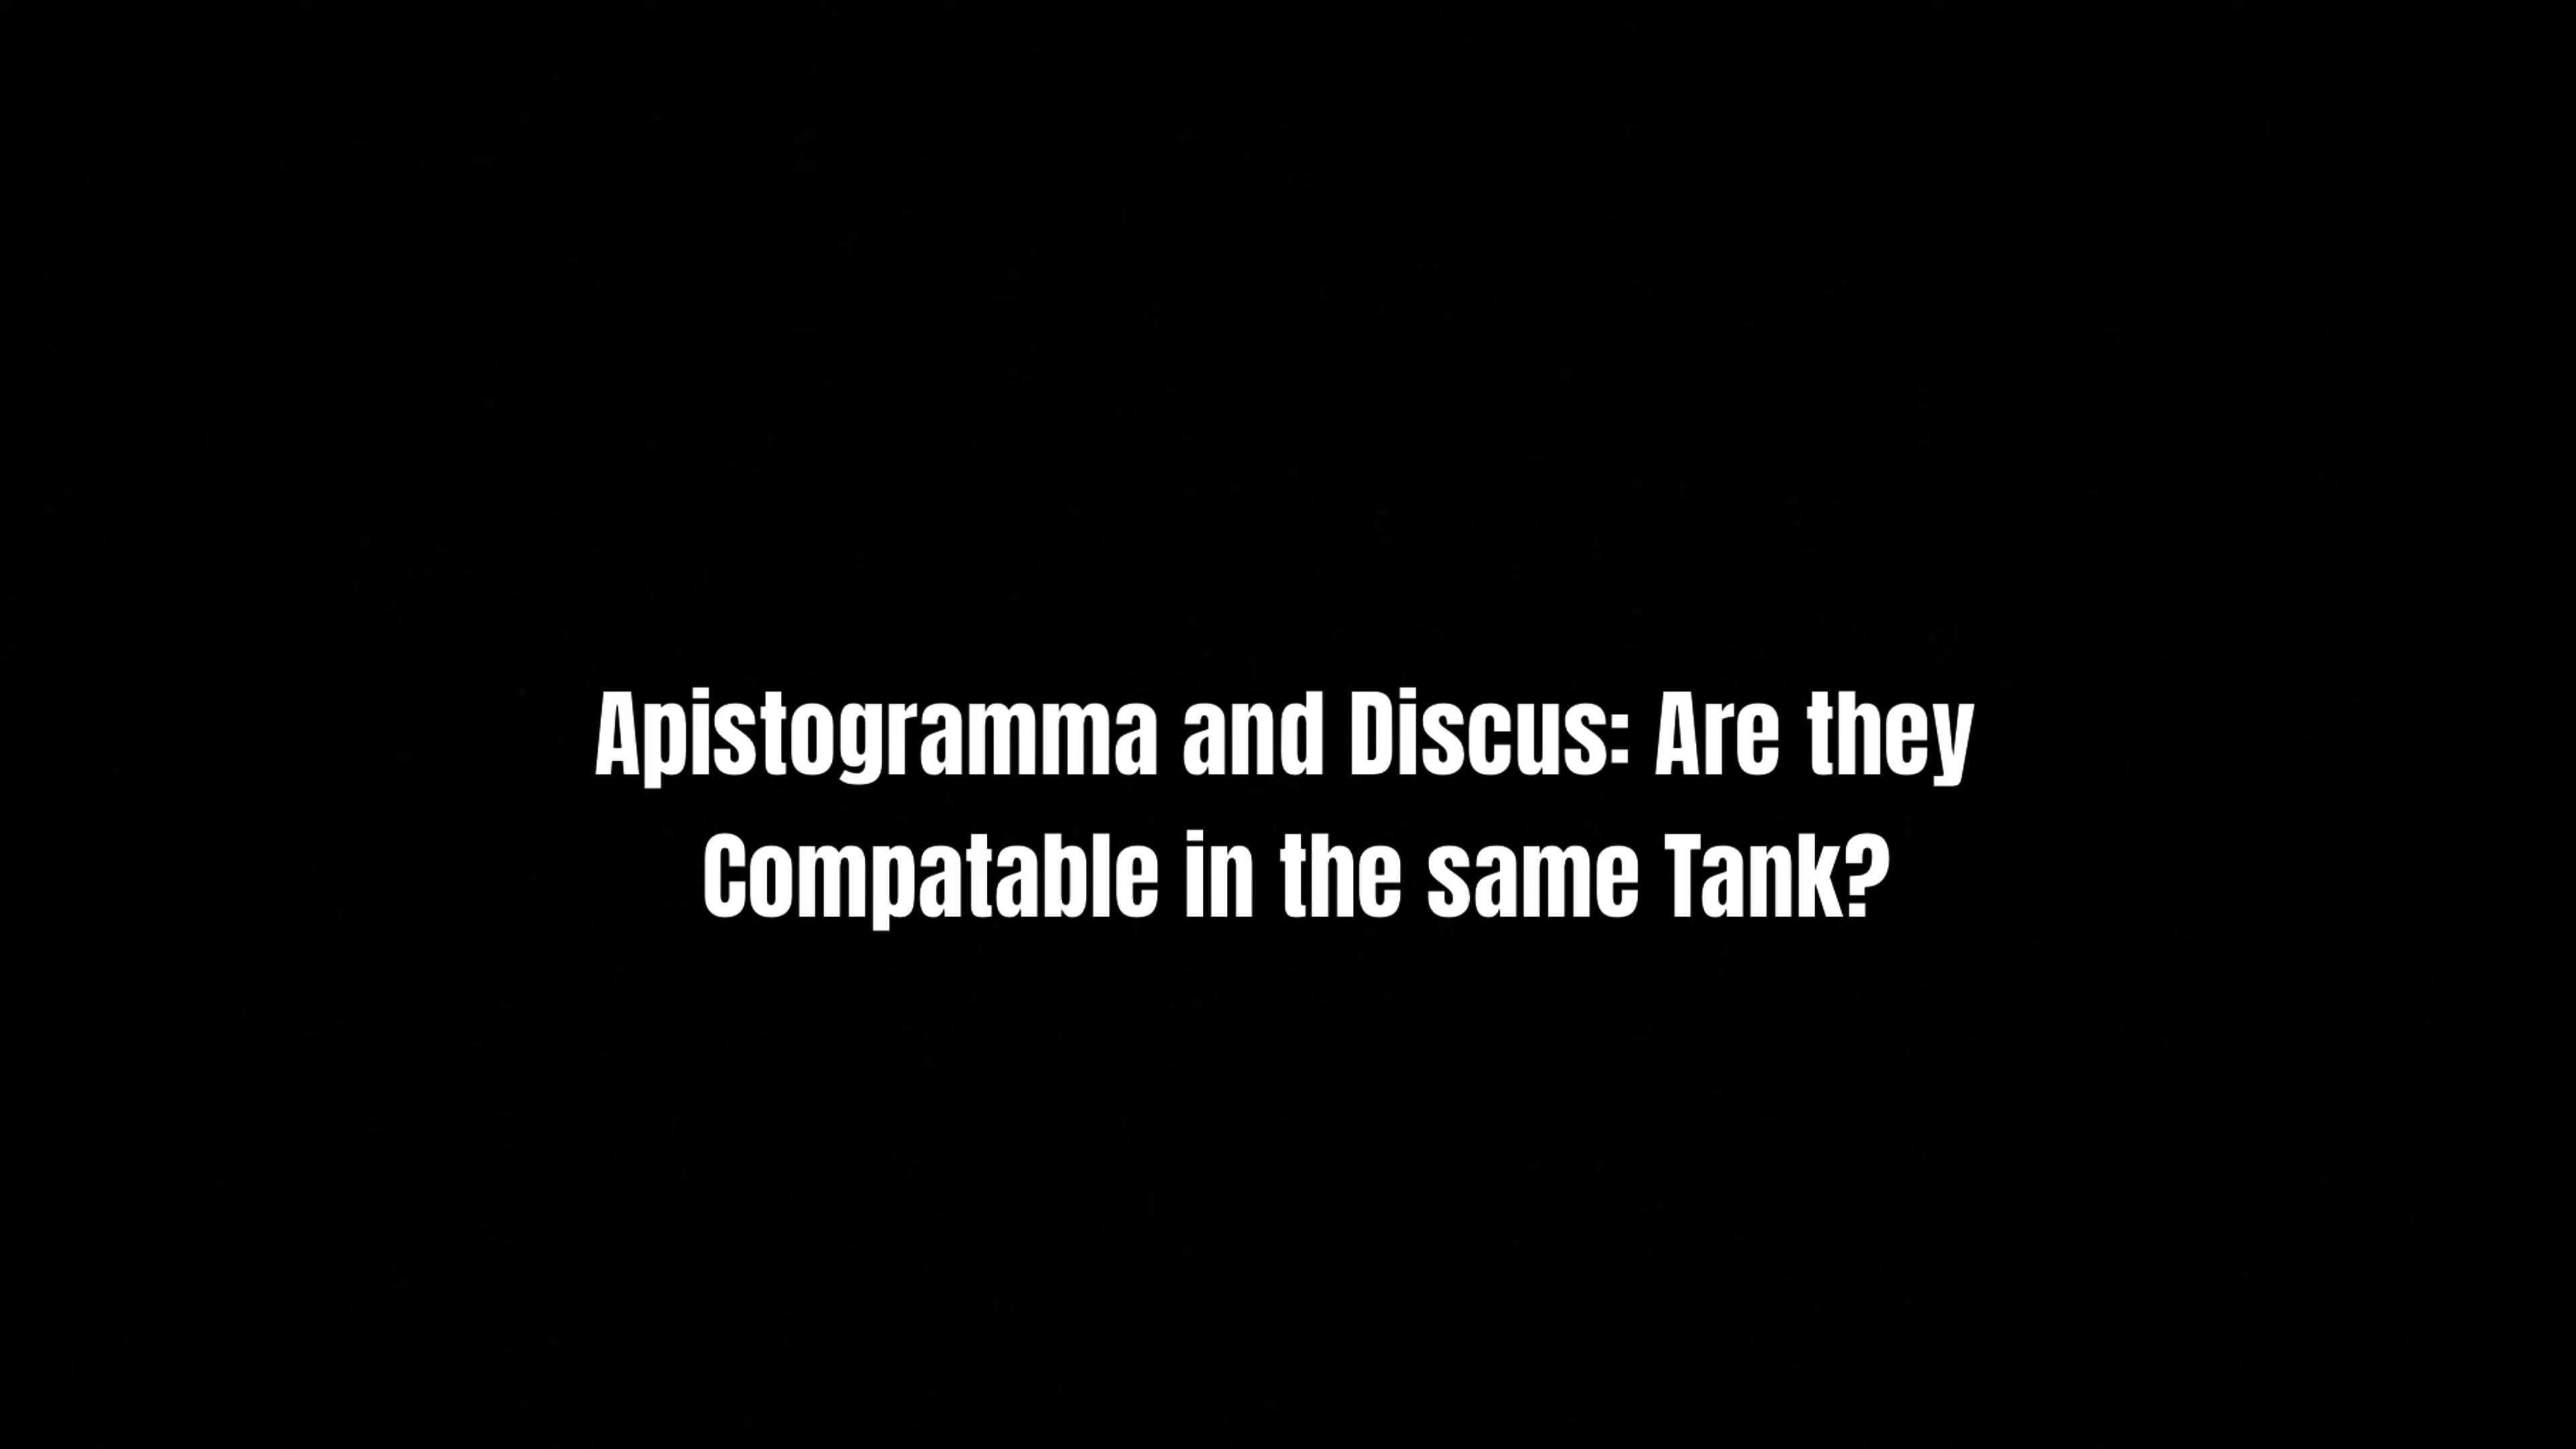 Apistogramma and Discus: Are they
Compatable in the same Tank?